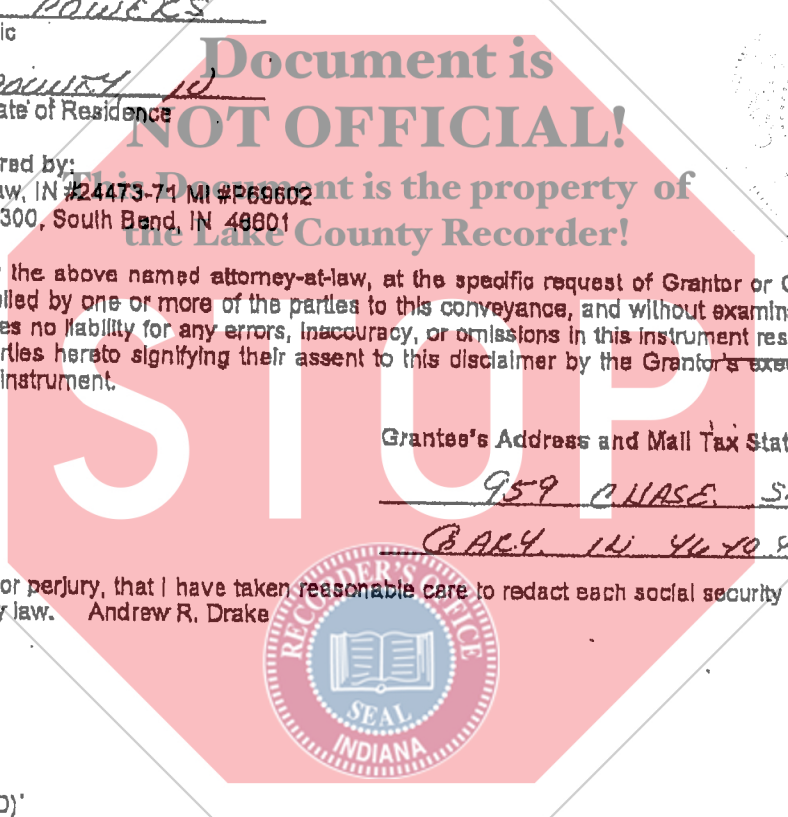 POWERS
ic
COUNTY IN
ate of Residence
Document is
NOT OFFICIAL!
This Document is the property of
the Lake County Recorder!
red by:
aw, IN #24473-71 MI #P69602
300, South Bend, IN 46601
the above named attorney-at-law, at the specific request of Grantor or G
lied by one or more of the parties to this conveyance, and without examin
es no liability for any errors, inaccuracy, or omissions in this instrument res
rties hereto signifying their assent to this disclaimer by the Grantor's exe
instrument.
STOP
Grantee's Address and Mail Tax Stat
959 CHASE S
GARY IN 4640
or perjury, that I have taken reasonable care to redact each social security
y law. Andrew R. Drake
RECORDER'S OFFICE
SEAL
INDIANA
D)